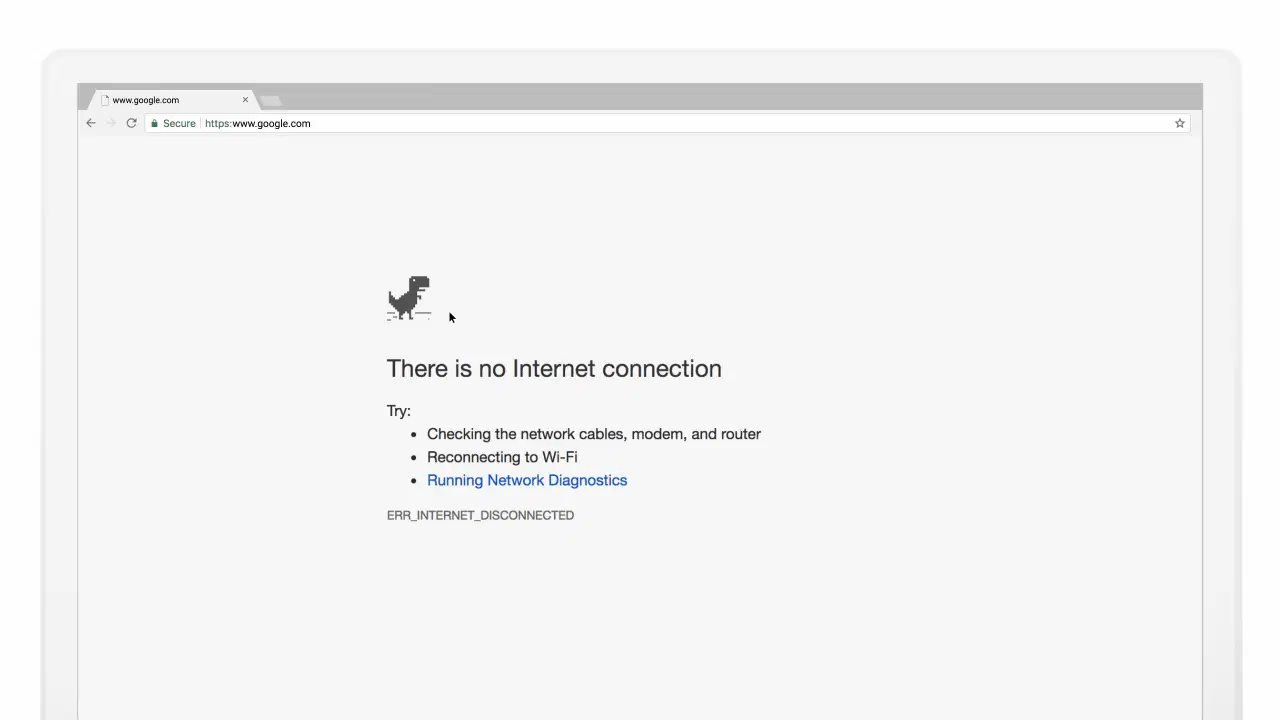 www.google.com
Secure https:www.google.com
There is no Internet connection
Try:
Checking the network cables, modem, and router
Reconnecting to Wi-Fi
Running Network Diagnostics
ERR_INTERNET_DISCONNECTED